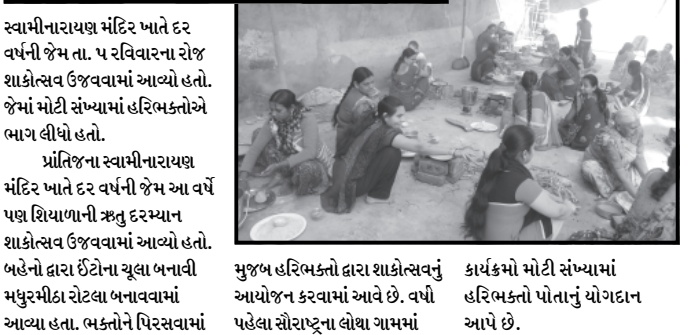 સ્વામીનારાયણ મંદિર ખાતે દર
વર્ષની જેમ તા. ૫ રવિવારના રોજ
શાકોત્સવ ઉજવવામાં આવ્યો હતો.
જેમાં મોટી સંખ્યામાં હરિભક્તોએ
ભાગ લીધો હતો.
પ્રાંતિજના સ્વામીનારાયણ
મંદિર ખાતે દર વર્ષની જેમ આ વર્ષે
પણ શિયાળાની ઋતુ દરમ્યાન
શાકોત્સવ ઉજવવામાં આવ્યો હતો.
બહેનો દ્વારા ઈંટોના ચૂલા બનાવી
મધુરમીઠા રોટલા બનાવવામાં
આવ્યા હતા. ભક્તોને પિરસવામાં
મુજબ હરિભક્તો દ્વારા શાકોત્સવનું
આયોજન કરવામાં આવે છે. વષી
પહેલા સૌરાષ્ટ્રના લોથા ગામમાં
કાર્યક્રમો મોટી સંખ્યામાં
હરિભક્તો પોતાનું યોગદાન
આપે છે.